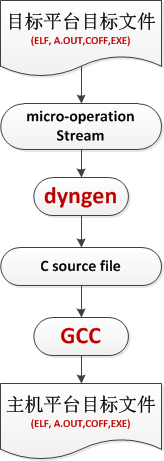 目标平台目标文件
(ELF, A.OUT,COFF,EXE)
micro-operation
Stream
dyngen
C source file
GCC
主机平台目标文件
(ELF, A.OUT,COFF,EXE)